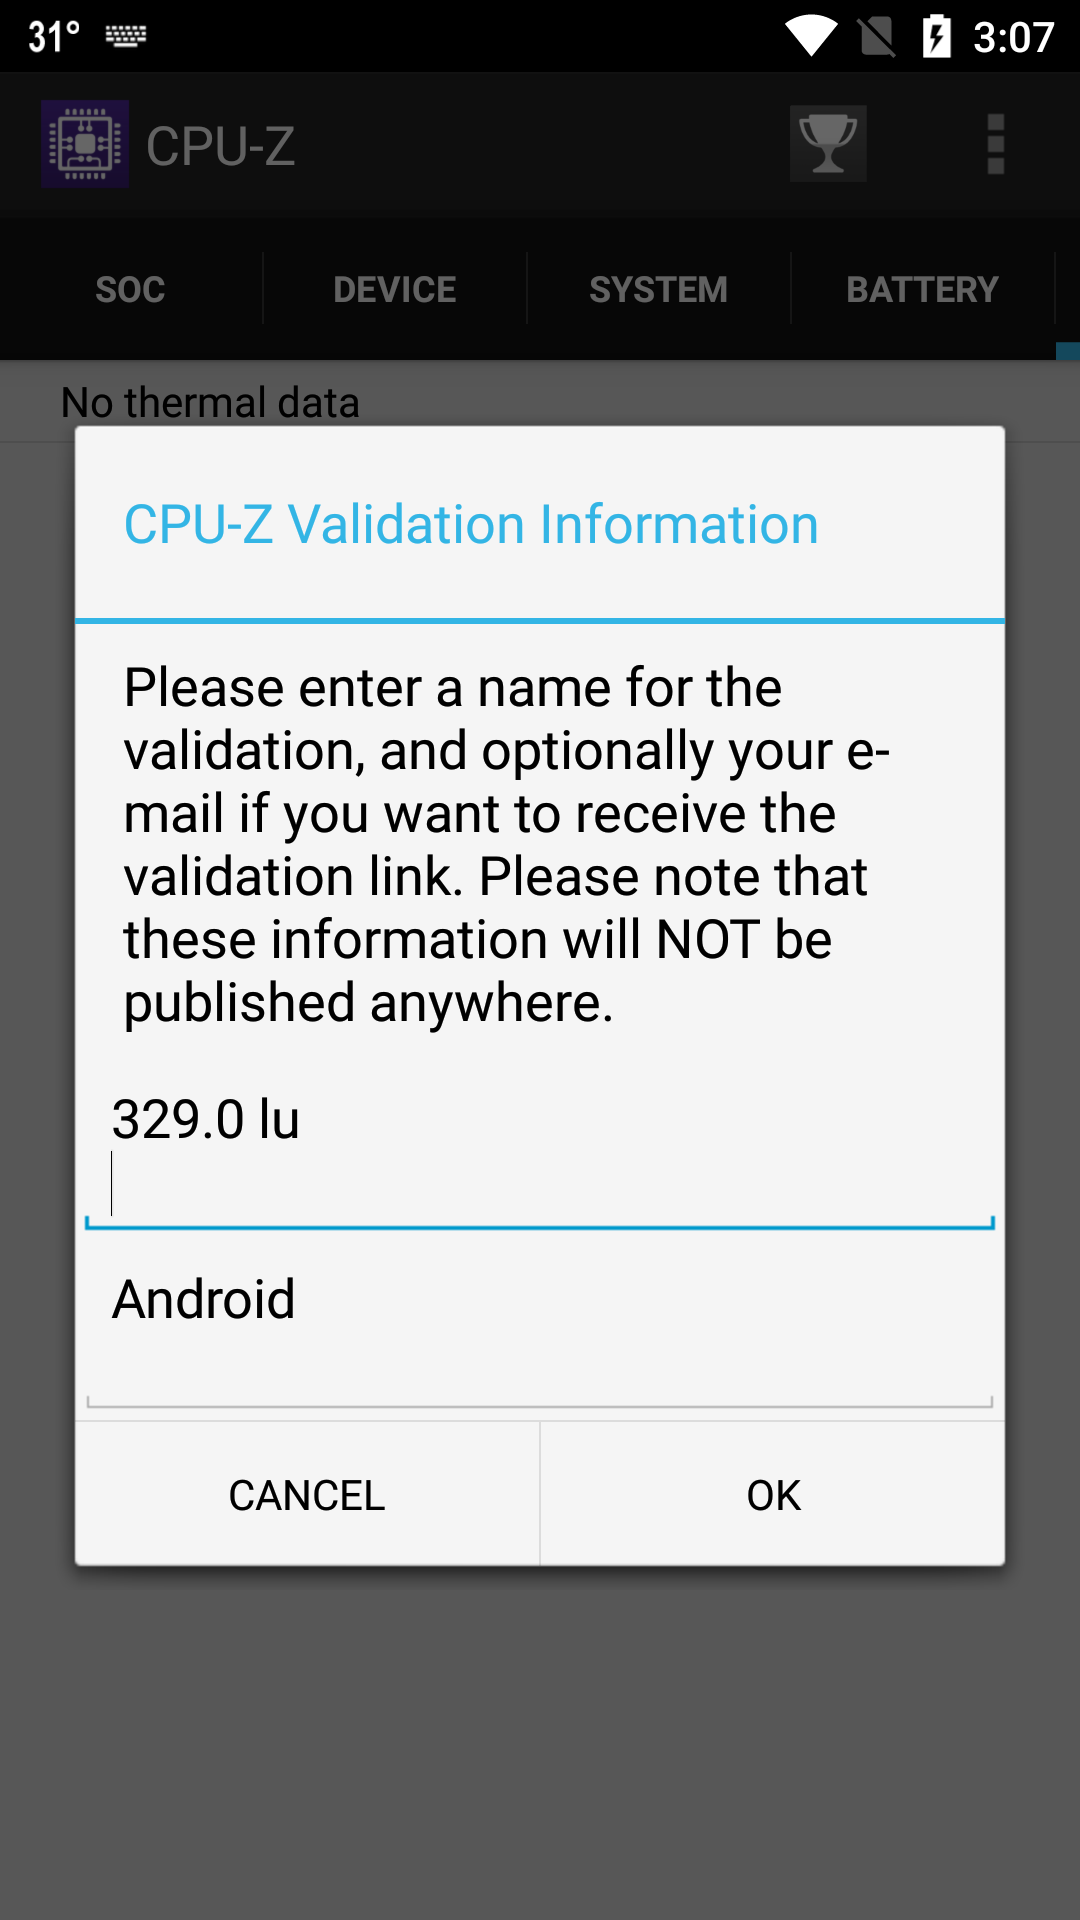 31° 3:07
CPU-Z
SOC DEVICE SYSTEM BATTERY
No thermal data
CPU-Z Validation Information
Please enter a name for the
validation, and optionally your e-
mail if you want to receive the
validation link. Please note that
these information will NOT be
published anywhere.
329.0 lu
Android
CANCEL OK